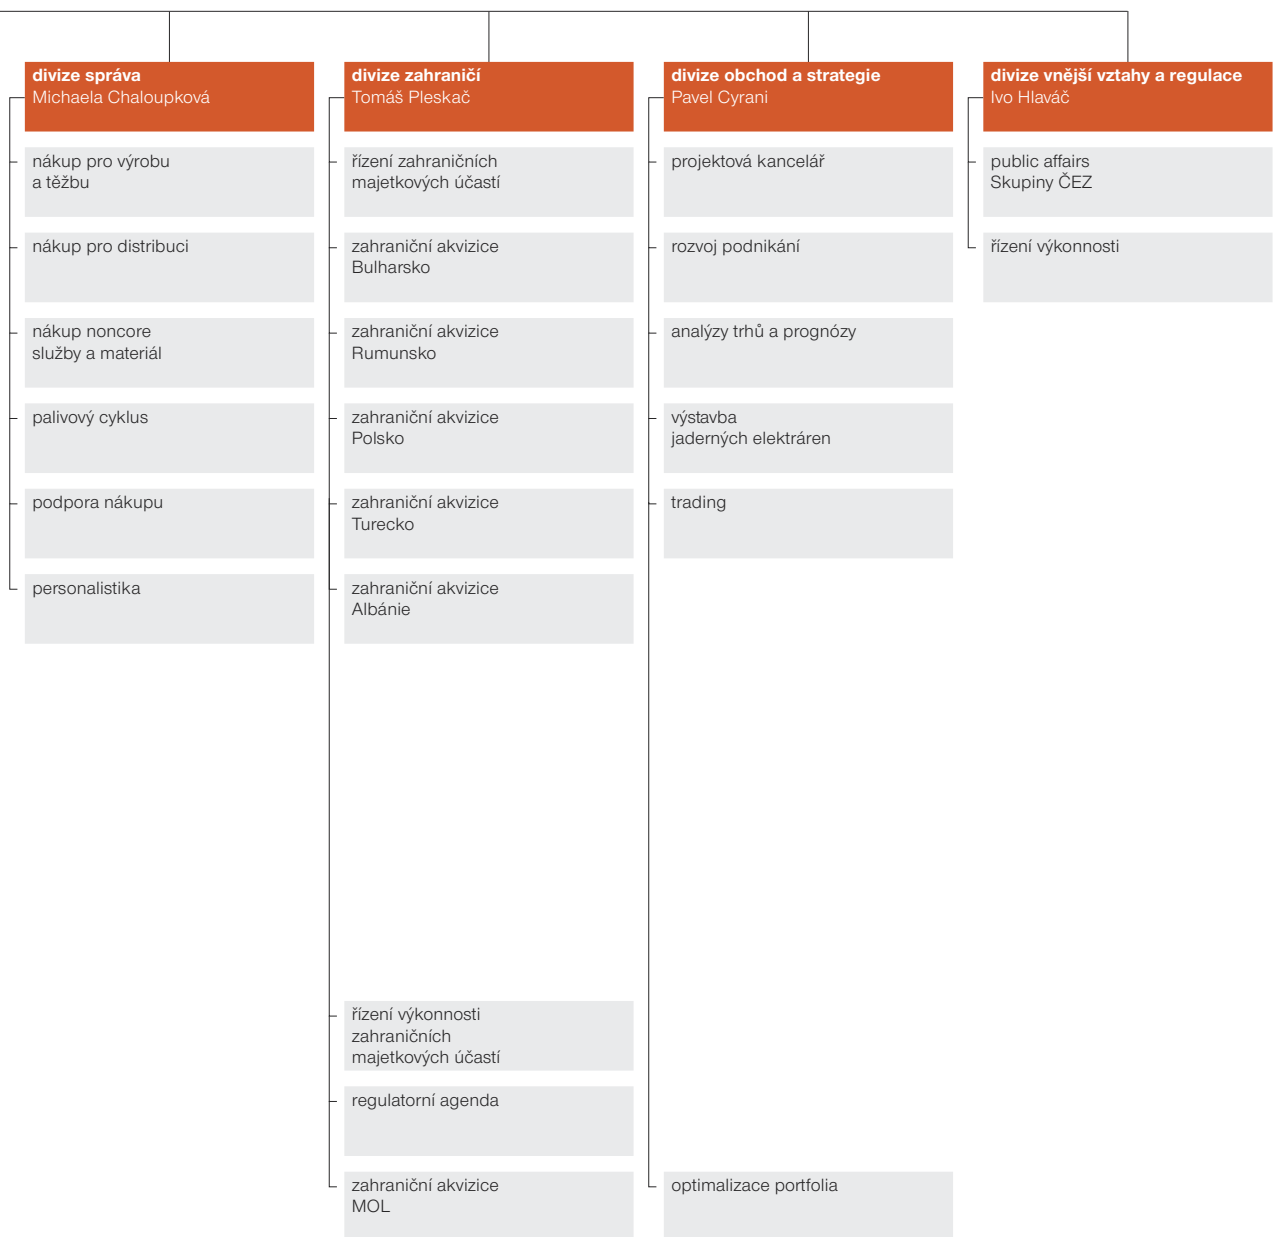 divize správa
Michaela Chaloupková
nákup pro výrobu
a těžbu
nákup pro distribuci
nákup noncore
služby a materiál
palivový cyklus
podpora nákupu
personalistika
divize zahraničí
Tomáš Pleskač
řízení zahraničních
majetkových účastí
zahraniční akvizice
Bulharsko
zahraniční akvizice
Rumunsko
zahraniční akvizice
Polsko
zahraniční akvizice
Turecko
zahraniční akvizice
Albánie
řízení výkonnosti
zahraničních
majetkových účastí
regulatorní agenda
zahraniční akvizice
MOL
divize obchod a strategie
Pavel Cyrani
projektová kancelář
rozvoj podnikání
analýzy trhů a prognózy
výstavba
jaderných elektráren
trading
optimalizace portfolia
divize vnější vztahy a regulace
Ivo Hlaváč
public affairs
Skupiny ČEZ
řízení výkonnosti